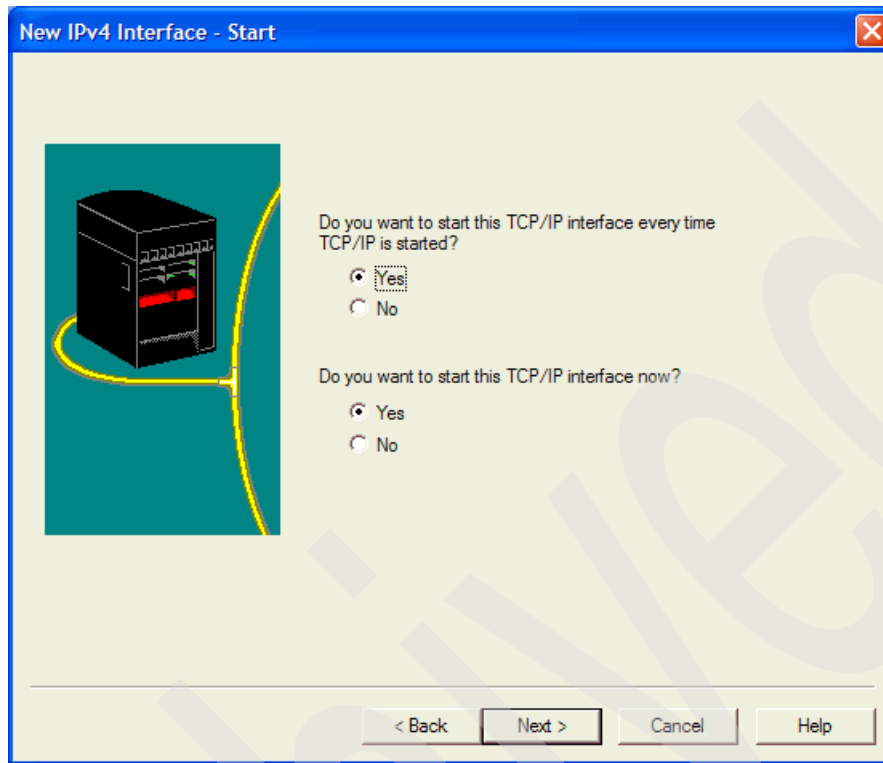 New IPv4 Interface - Start
Do you want to start this TCP/IP interface every time
TCP/IP is started?
Yes
No
Do you want to start this TCP/IP interface now?
Yes
No
< Back
Next >
Cancel
Help